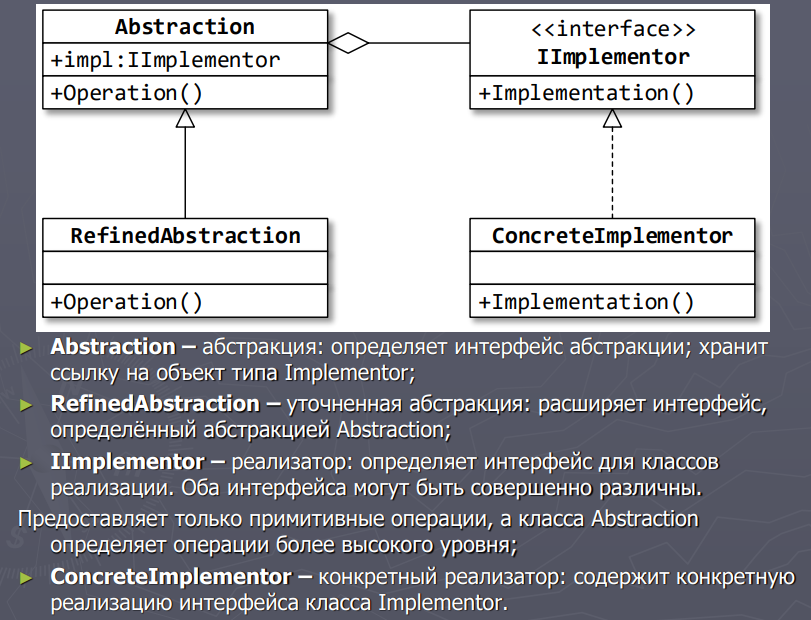 Abstraction
+impl:IImplementor
+Operation()
<<interface>>
IImplementor
+Implementation()
RefinedAbstraction
+Operation()
ConcreteImplementor
+Implementation()
► Abstraction – абстракция: определяет интерфейс абстракции; хранит
ссылку на объект типа Implementor;
► RefinedAbstraction – уточненная абстракция: расширяет интерфейс,
определённый абстракцией Abstraction;
► IImplementor – реализатор: определяет интерфейс для классов
реализации. Оба интерфейса могут быть совершенно различны.
Предоставляет только примитивные операции, а класса Abstraction
определяет операции более высокого уровня;
► ConcreteImplementor – конкретный реализатор: содержит конкретную
реализацию интерфейса класса Implementor.